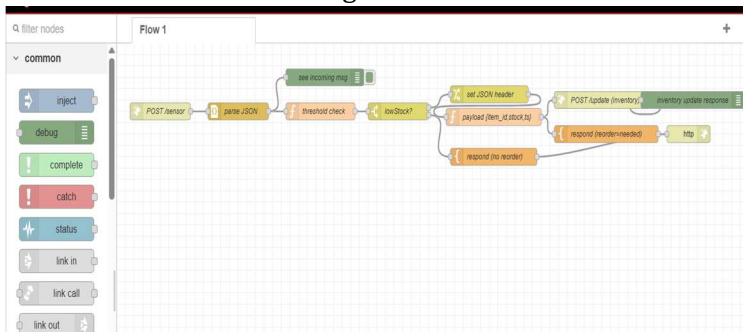 filter nodes
Flow 1
+
common
inject
debug
complete
catch
status
link in
link call
link out
POST /sensor
parse JSON
see incoming msg
threshold check
lowStock?
set JSON header
payload {item_id,stock,ts}
respond (no reorder)
POST /update (inventory)
inventory update response
respond (reorder=needed)
http